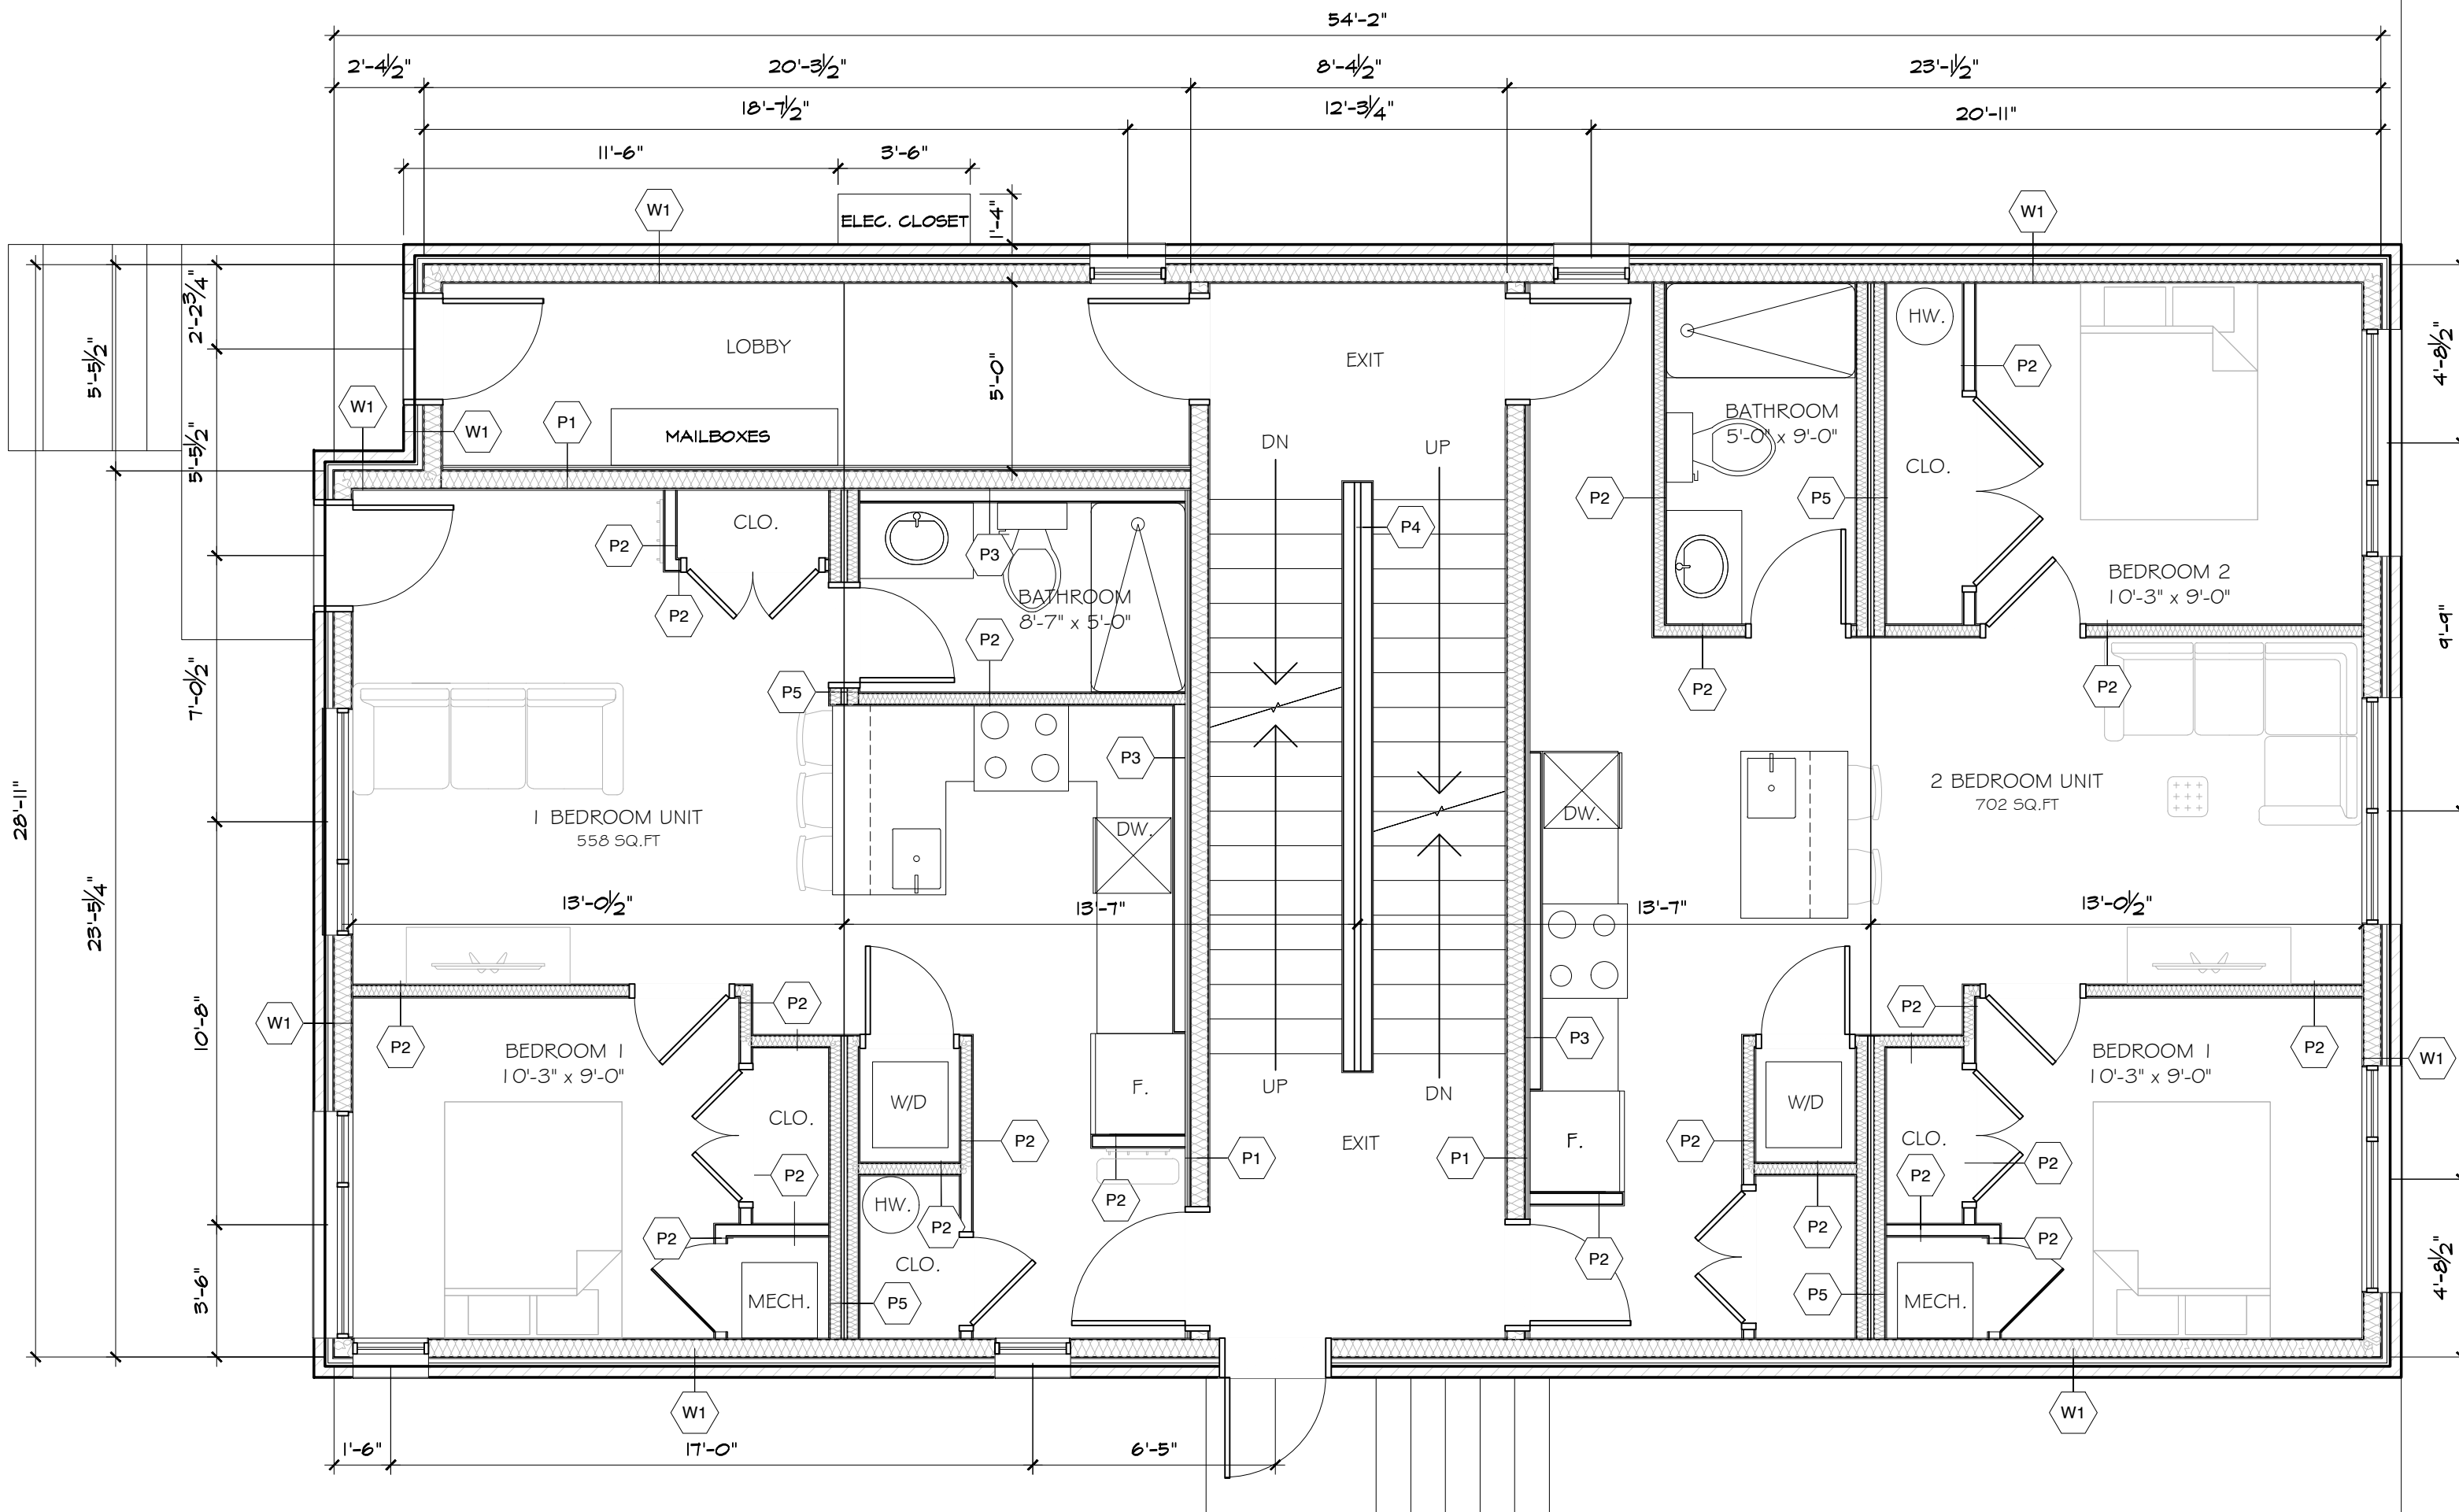 54'-2"
2'-4½" 20'-3½" 8'-4½" 23'-½"
18'-7½" 12'-¾" 20'-11"
11'-6" 3'-6"
W1 ELEC. CLOSET 1'-4" W1
2'-2¾"
5'-5½"
LOBBY EXIT HW.
4'-8½"
P2
5'-0"
W1 W1 P1 MAILBOXES
BATHROOM
5'-0" x 9'-0"
5'-5½"
DN UP
CLO.
P2 P5
CLO. P4
P2 P3
BEDROOM 2
10'-3" x 9'-0"
BATHROOM
8'-7" x 5'-0"
P2
P2
9'-9"
7'-0½"
P5 P2 P2
P3
1 BEDROOM UNIT
558 SQ.FT
2 BEDROOM UNIT
702 SQ.FT
28'-11"
DW. DW.
23'-5¼"
13'-0½" 13'-7" 13'-7" 13'-0½"
10'-8"
W1 P2 P2
P2 P3 P2 W1
BEDROOM 1
10'-3" x 9'-0"
BEDROOM 1
10'-3" x 9'-0"
UP DN
F. W/D W/D
CLO. CLO.
P2 EXIT F. P2
P1 P1 P2
P2 P2 P2
HW. P2 P2
P2 P2 P2
CLO.
3'-6"
4'-8½"
MECH. P5 P5 MECH.
W1 W1
1'-6" 17'-0" 6'-5"